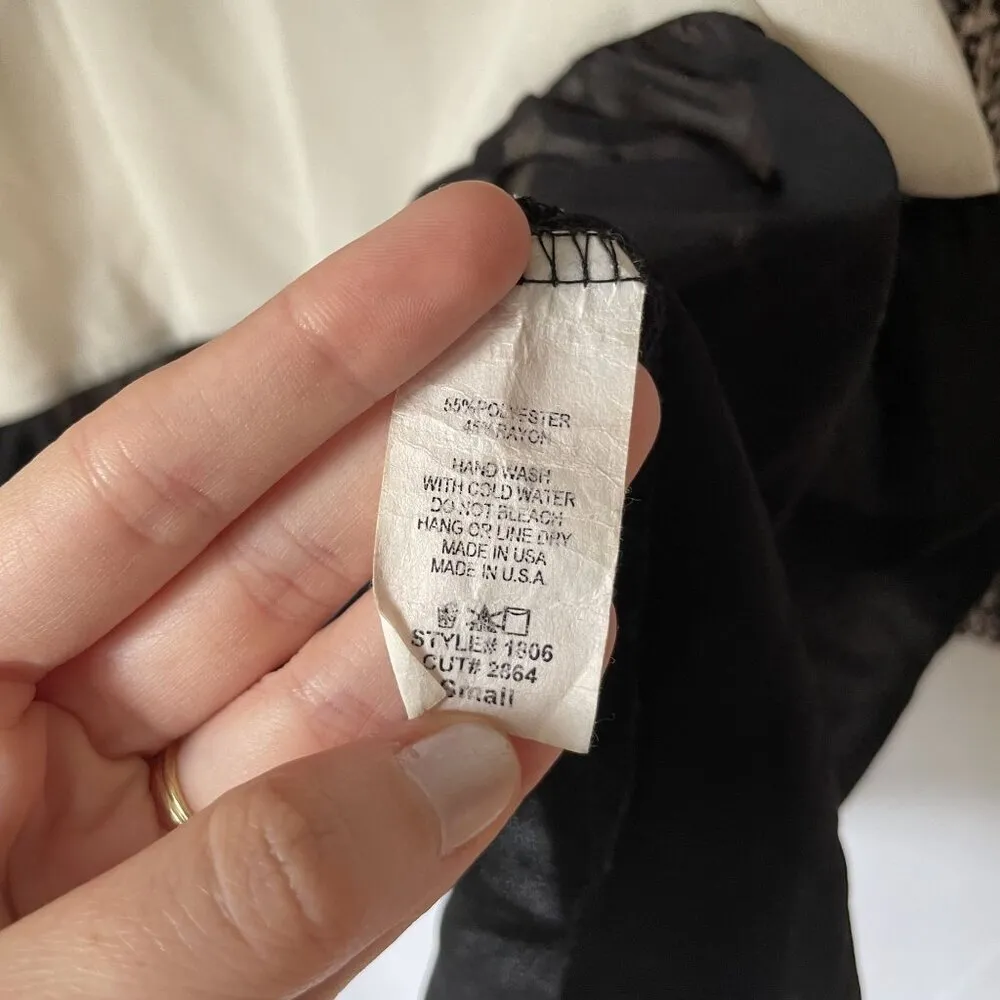 55%POLYESTER
45%RAYON
HAND WASH
WITH COLD WATER
DO NOT BLEACH
HANG OR LINE DRY
MADE IN USA
MADE IN U.S.A.
STYLE# 1806
CUT# 2664
Small